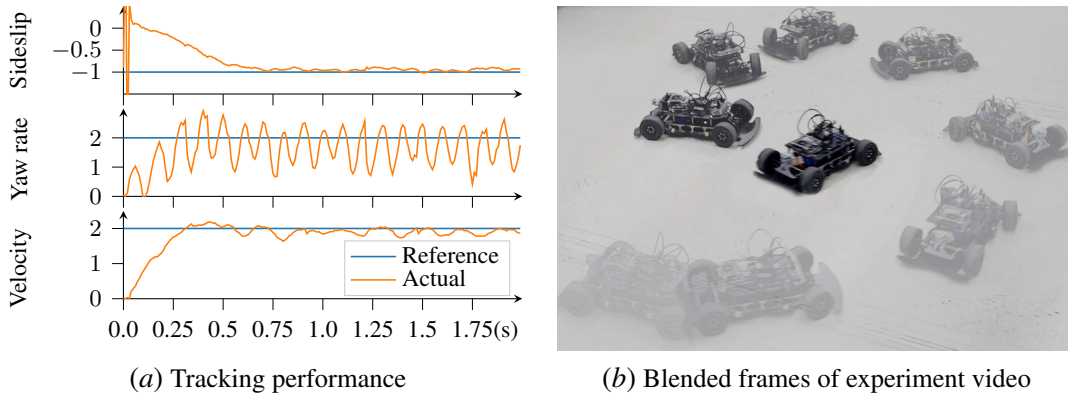 Sideslip
0
−0.5
−1
Yaw rate
2
1
0
Velocity
2
1
0
Reference
Actual
0.0 0.25 0.5 0.75 1.0 1.25 1.5 1.75(s)
(a) Tracking performance
(b) Blended frames of experiment video